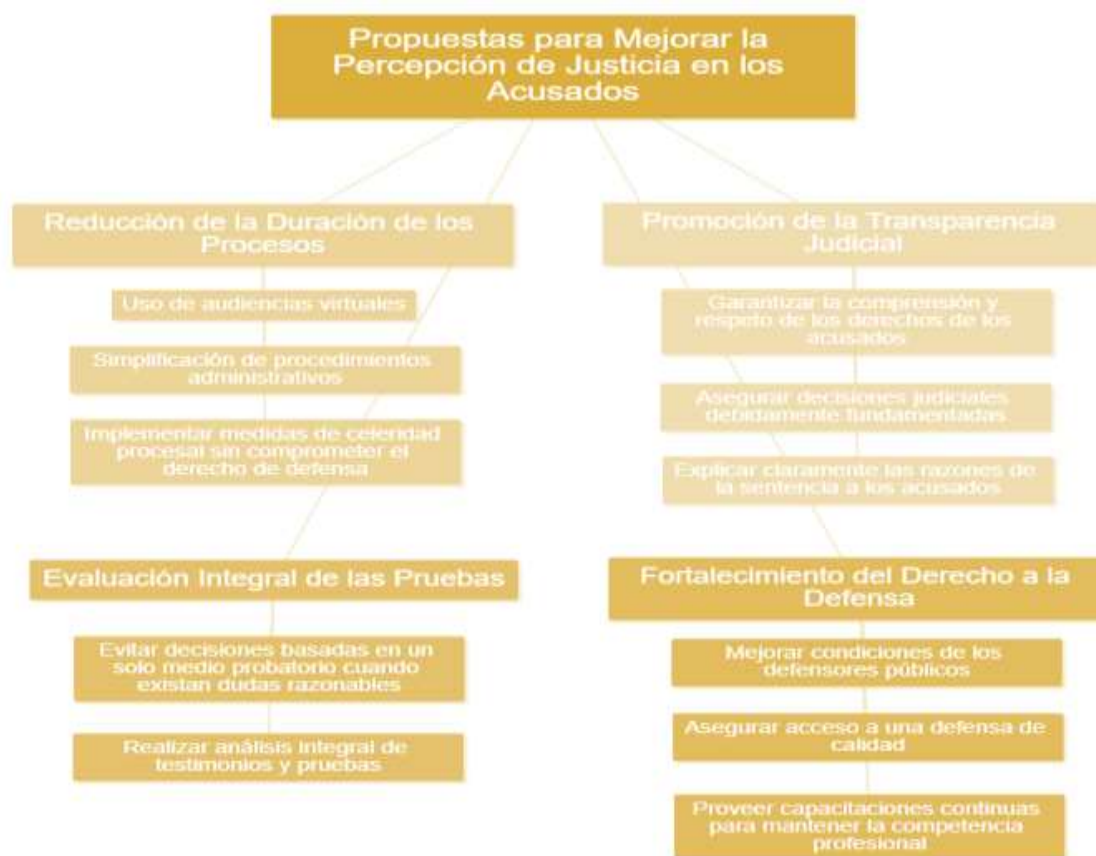 Propuestas para Mejorar la
Percepción de Justicia en los
Acusados
Reducción de la Duración de los
Procesos
Uso de audiencias virtuales
Simplificación de procedimientos
administrativos
Implementar medidas de celeridad
procesal sin comprometer el
derecho de defensa
Promoción de la Transparencia
Judicial
Garantizar la comprensión y
respeto de los derechos de los
acusados
Asegurar decisiones judiciales
debidamente fundamentadas
Explicar claramente las razones de
la sentencia a los acusados
Evaluación Integral de las Pruebas
Evitar decisiones basadas en un
solo medio probatorio cuando
existan dudas razonables
Realizar análisis integral de
testimonios y pruebas
Fortalecimiento del Derecho a la
Defensa
Mejorar condiciones de los
defensores públicos
Asegurar acceso a una defensa de
calidad
Proveer capacitaciones continuas
para mantener la competencia
profesional